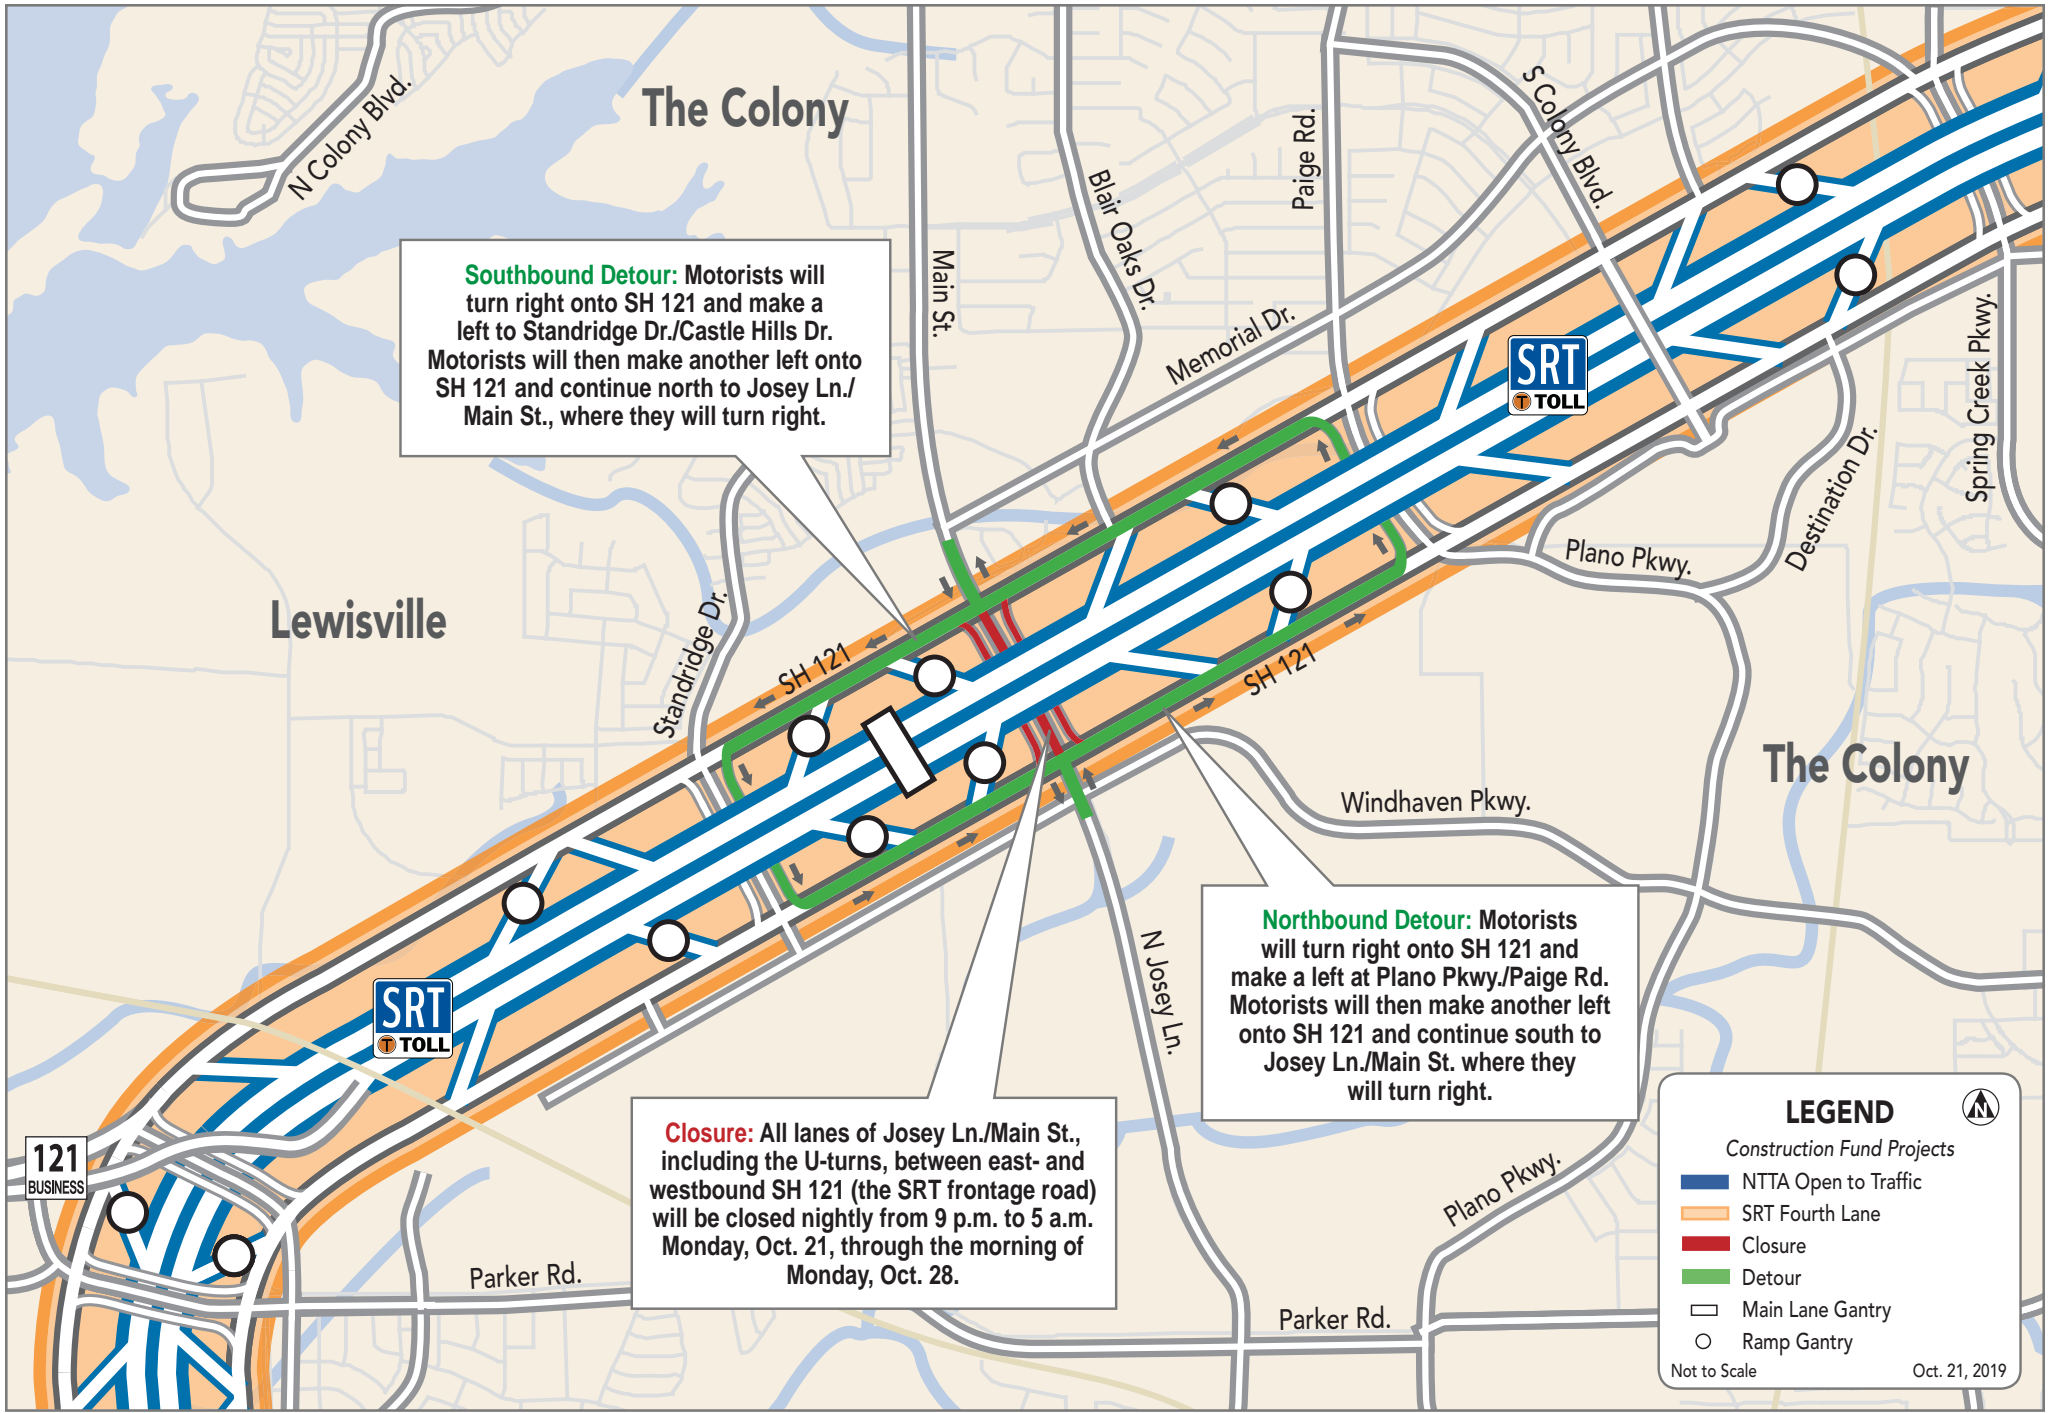 The Colony
N Colony Blvd.
Main St.
Blair Oaks Dr.
Paige Rd.
S Colony Blvd.
Memorial Dr.
Southbound Detour: Motorists will
turn right onto SH 121 and make a
left to Standridge Dr./Castle Hills Dr.
Motorists will then make another left onto
SH 121 and continue north to Josey Ln./
Main St., where they will turn right.
SRT
T TOLL
Spring Creek Pkwy.
Destination Dr.
Plano Pkwy.
Lewisville
Standridge Dr.
SH 121
SH 121
The Colony
Windhaven Pkwy.
N Josey Ln.
Northbound Detour: Motorists
will turn right onto SH 121 and
make a left at Plano Pkwy./Paige Rd.
Motorists will then make another left
onto SH 121 and continue south to
Josey Ln./Main St. where they
will turn right.
SRT
T TOLL
Closure: All lanes of Josey Ln./Main St.,
including the U-turns, between east- and
westbound SH 121 (the SRT frontage road)
will be closed nightly from 9 p.m. to 5 a.m.
Monday, Oct. 21, through the morning of
Monday, Oct. 28.
121
BUSINESS
Parker Rd.
Parker Rd.
Plano Pkwy.
LEGEND
N
Construction Fund Projects
NTTA Open to Traffic
SRT Fourth Lane
Closure
Detour
Main Lane Gantry
Ramp Gantry
Not to Scale
Oct. 21, 2019